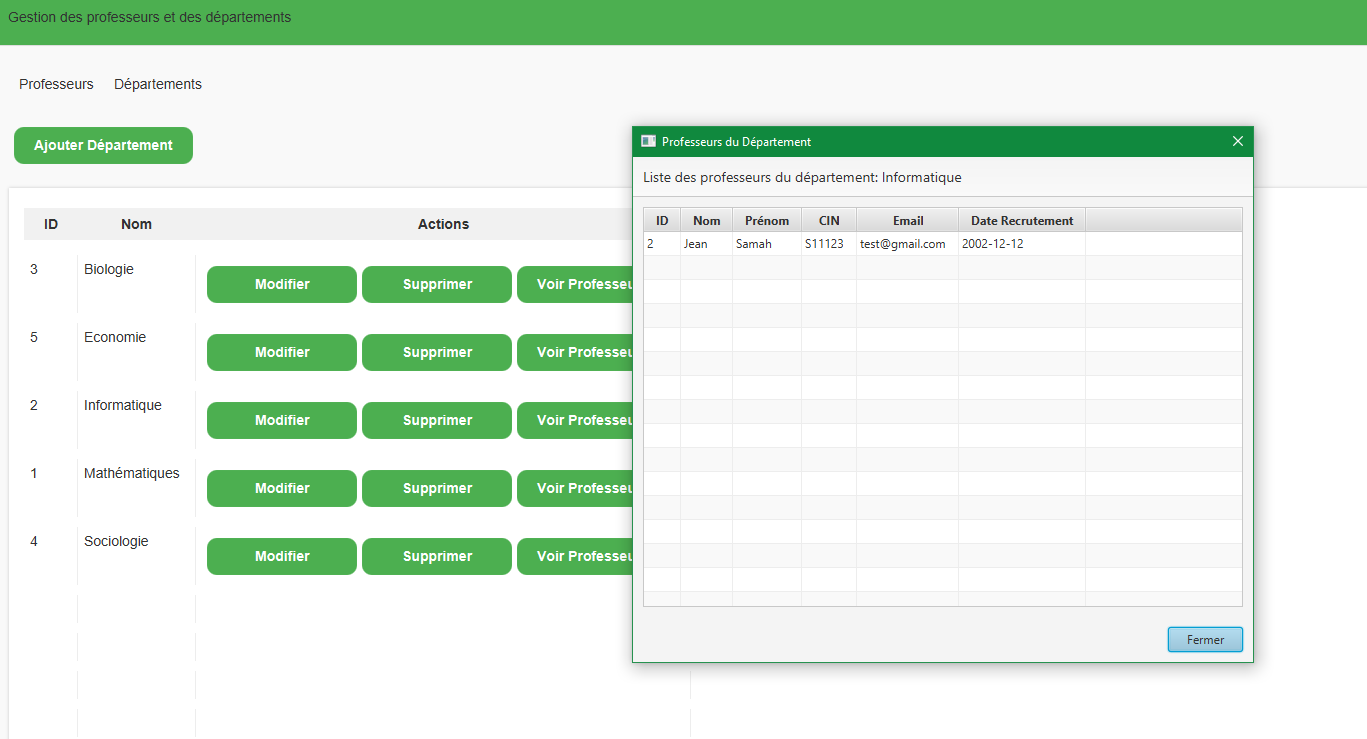 Gestion des professeurs et des départements
Professeurs Départements
Ajouter Département
ID Nom Actions
3 Biologie Modifier Supprimer Voir Professeu
5 Economie Modifier Supprimer Voir Professeu
2 Informatique Modifier Supprimer Voir Professeu
1 Mathématiques Modifier Supprimer Voir Professeu
4 Sociologie Modifier Supprimer Voir Professeu
Professeurs du Département
Liste des professeurs du département: Informatique
ID Nom Prénom CIN Email Date Recrutement
2 Jean Samah S11123 test@gmail.com 2002-12-12
Fermer